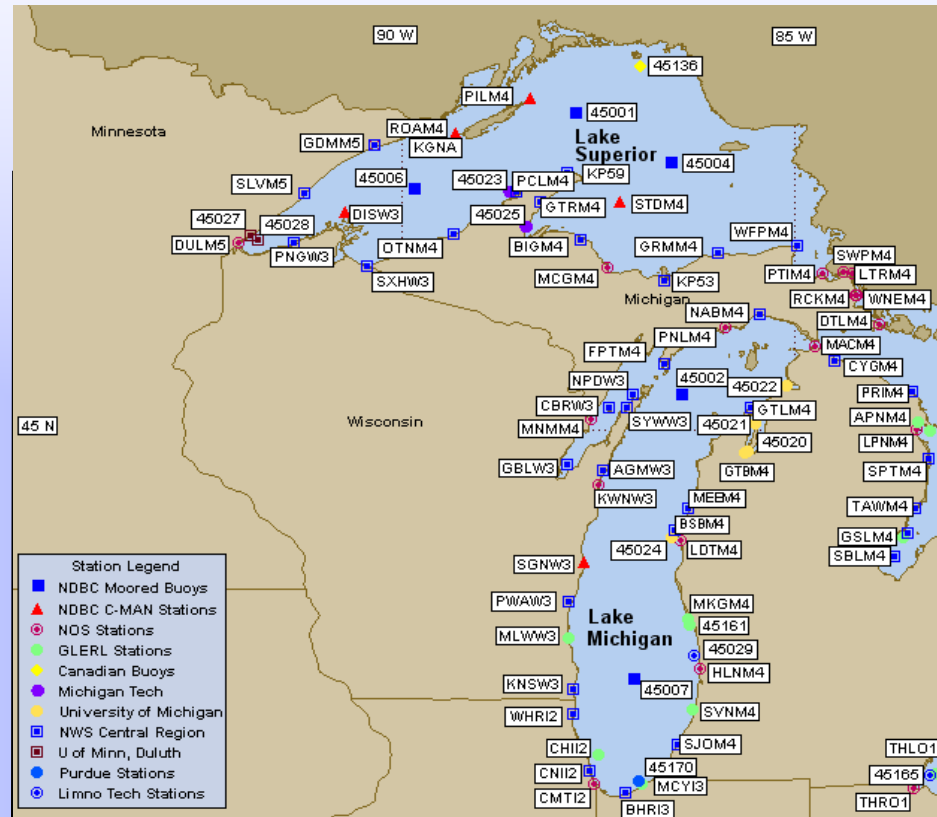 90 W
85 W
45136
PILM4
45001
Minnesota
ROAM4
KGNA
Lake
Superior
GDMM5
45004
KP59
45006
45023
PCLM4
SLVM5
GTRM4
STDM4
45027
45028
DISW3
45025
DULM5
PNGW3
OTNM4
BIGM4
GRMM4
WFPM4
SXHW3
MCGM4
KP53
PTIM4
SWPM4
LTRM4
Michigan
RCKM4
WNEM4
NABM4
DTLM4
PNLM4
MACM4
FPTM4
CYGM4
NPDW3
45002
45022
PRIM4
CBRW3
GTLM4
APNM4
45 N
Wisconsin
MNMM4
SYWW3
45021
LPNM4
45020
GBLW3
AGMW3
GTBM4
SPTM4
KWNW3
MEBM4
TAWM4
BSBM4
45024
LDTM4
GSLM4
SBLM4
SGNW3
PWAW3
MKGM4
Lake
Michigan
45161
MLWW3
45029
HLNM4
KNSW3
45007
WHRI2
SVNM4
CHII2
SJOM4
THLO1
CNII2
45170
45165
CMTI2
MCYI3
THRO1
BHRI3
Station Legend
NDBC Moored Buoys
NDBC C-MAN Stations
NOS Stations
GLERL Stations
Canadian Buoys
Michigan Tech
University of Michigan
NWS Central Region
U of Minn, Duluth
Purdue Stations
Limno Tech Stations